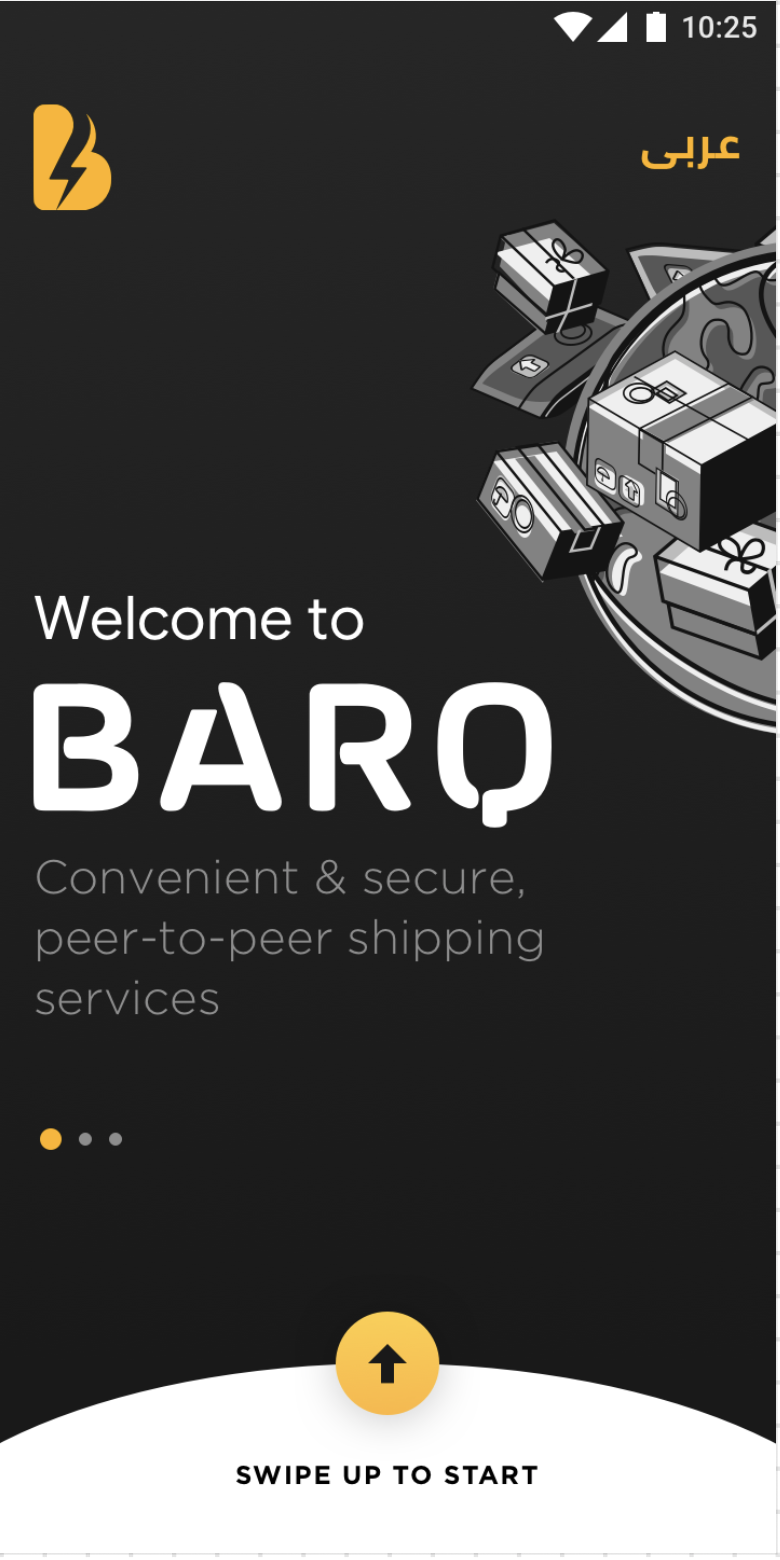 10:25
عربى
Welcome to
BARQ
Convenient & secure,
peer-to-peer shipping
services
SWIPE UP TO START